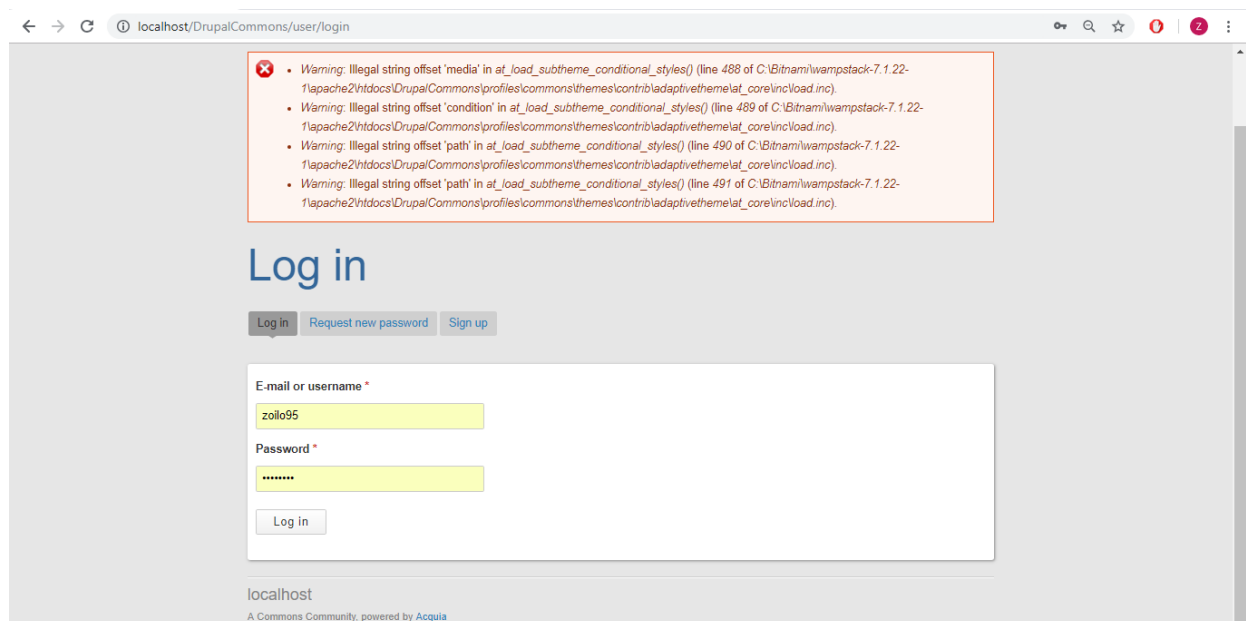 localhost/DrupalCommons/user/login
Z
• Warning: Illegal string offset 'media' in at_load_subtheme_conditional_styles() (line 488 of C:\Bitnami\wampstack-7.1.22-
1\apache2\htdocs\DrupalCommons\profiles\commons\themes\contrib\adaptivetheme\at_core\inc\load.inc).
• Warning: Illegal string offset 'condition' in at_load_subtheme_conditional_styles() (line 489 of C:\Bitnami\wampstack-7.1.22-
1\apache2\htdocs\DrupalCommons\profiles\commons\themes\contrib\adaptivetheme\at_core\inc\load.inc).
• Warning: Illegal string offset 'path' in at_load_subtheme_conditional_styles() (line 490 of C:\Bitnami\wampstack-7.1.22-
1\apache2\htdocs\DrupalCommons\profiles\commons\themes\contrib\adaptivetheme\at_core\inc\load.inc).
• Warning: Illegal string offset 'path' in at_load_subtheme_conditional_styles() (line 491 of C:\Bitnami\wampstack-7.1.22-
1\apache2\htdocs\DrupalCommons\profiles\commons\themes\contrib\adaptivetheme\at_core\inc\load.inc).
Log in
Log in Request new password Sign up
E-mail or username *
zoilo95
Password *
••••••••
Log in
localhost
A Commons Community, powered by Acquia